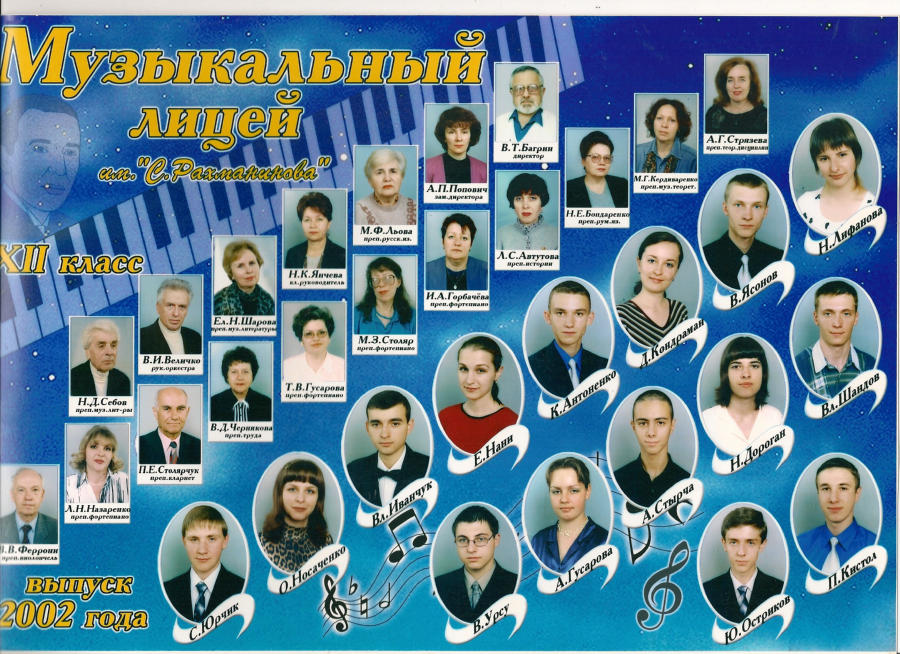 Музыкальный
лицей
им."С.Рахманинова"
XII класс
В.Т.Багрин
директор
А.Г.Стрязева
преп.теор.дисциплин
А.П.Попович
зам.директора
М.Г.Кердиваренко
преп.муз.теорет.
Н.Е.Бондаренко
преп.рум.яз.
М.Ф.Львова
преп.русск.яз.
Л.С.Автутова
преп.истории
Н.К.Янчева
кл.руководитель
И.А.Горбачёва
преп.фортепиано
Ел.Н.Шарова
преп.муз.литературы
М.З.Столяр
преп.фортепиано
В.И.Величко
рук.оркестра
Т.В.Гусарова
преп.фортепиано
Н.Д.Себов
преп.муз.лит-ры
В.Д.Чернякова
преп.труда
П.Е.Столярчук
преп.кларнет
Л.Н.Назаренко
преп.фортепиано
В.В.Феррони
преп.виолончель
Н.Лифанова
В.Ясонов
Д.Кондраман
К.Антоненко
Вл.Шандов
Е.Нани
Н.Дороган
Вл.Иванчук
А.Стырча
О.Носаченко
А.Гусарова
П.Кистол
С.Юрчик
В.Урсу
Ю.Остриков
выпуск
2002 года